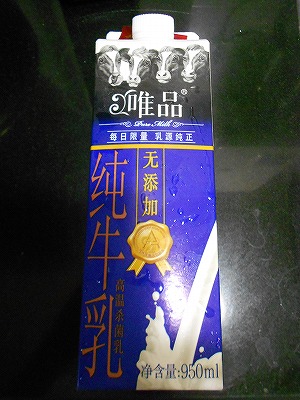 唯品®
Pure Milk
每日限量 乳源纯正
无添加
纯牛乳
高温杀菌乳
净含量:950ml